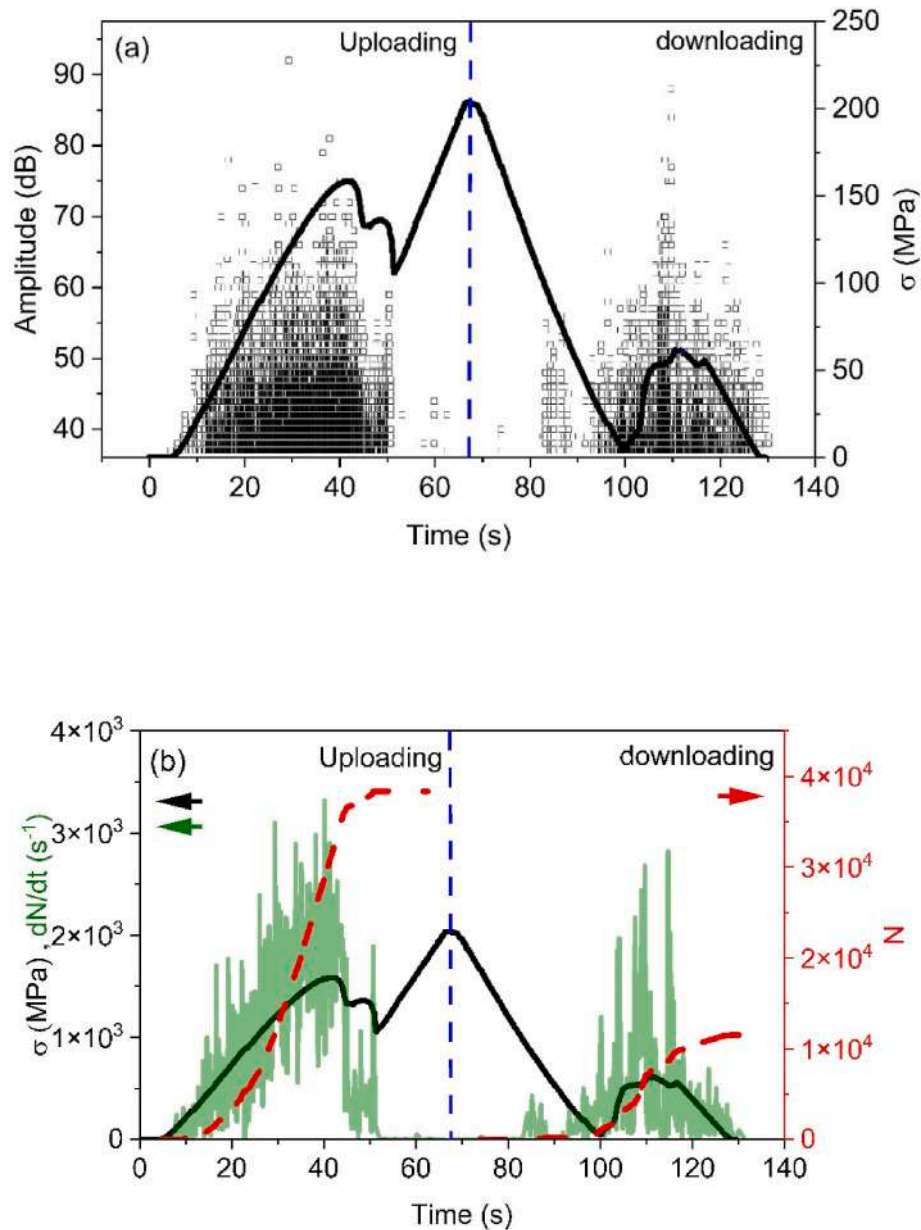 (a)
Uploading
downloading
Amplitude (dB)
90
80
70
60
50
40
σ (MPa)
250
200
150
100
50
0
0 20 40 60 80 100 120 140
Time (s)
(b)
Uploading
downloading
σ (MPa) , dN/dt (s⁻¹)
4×10³
3×10³
2×10³
1×10³
0
N
4×10⁴
3×10⁴
2×10⁴
1×10⁴
0
0 20 40 60 80 100 120 140
Time (s)